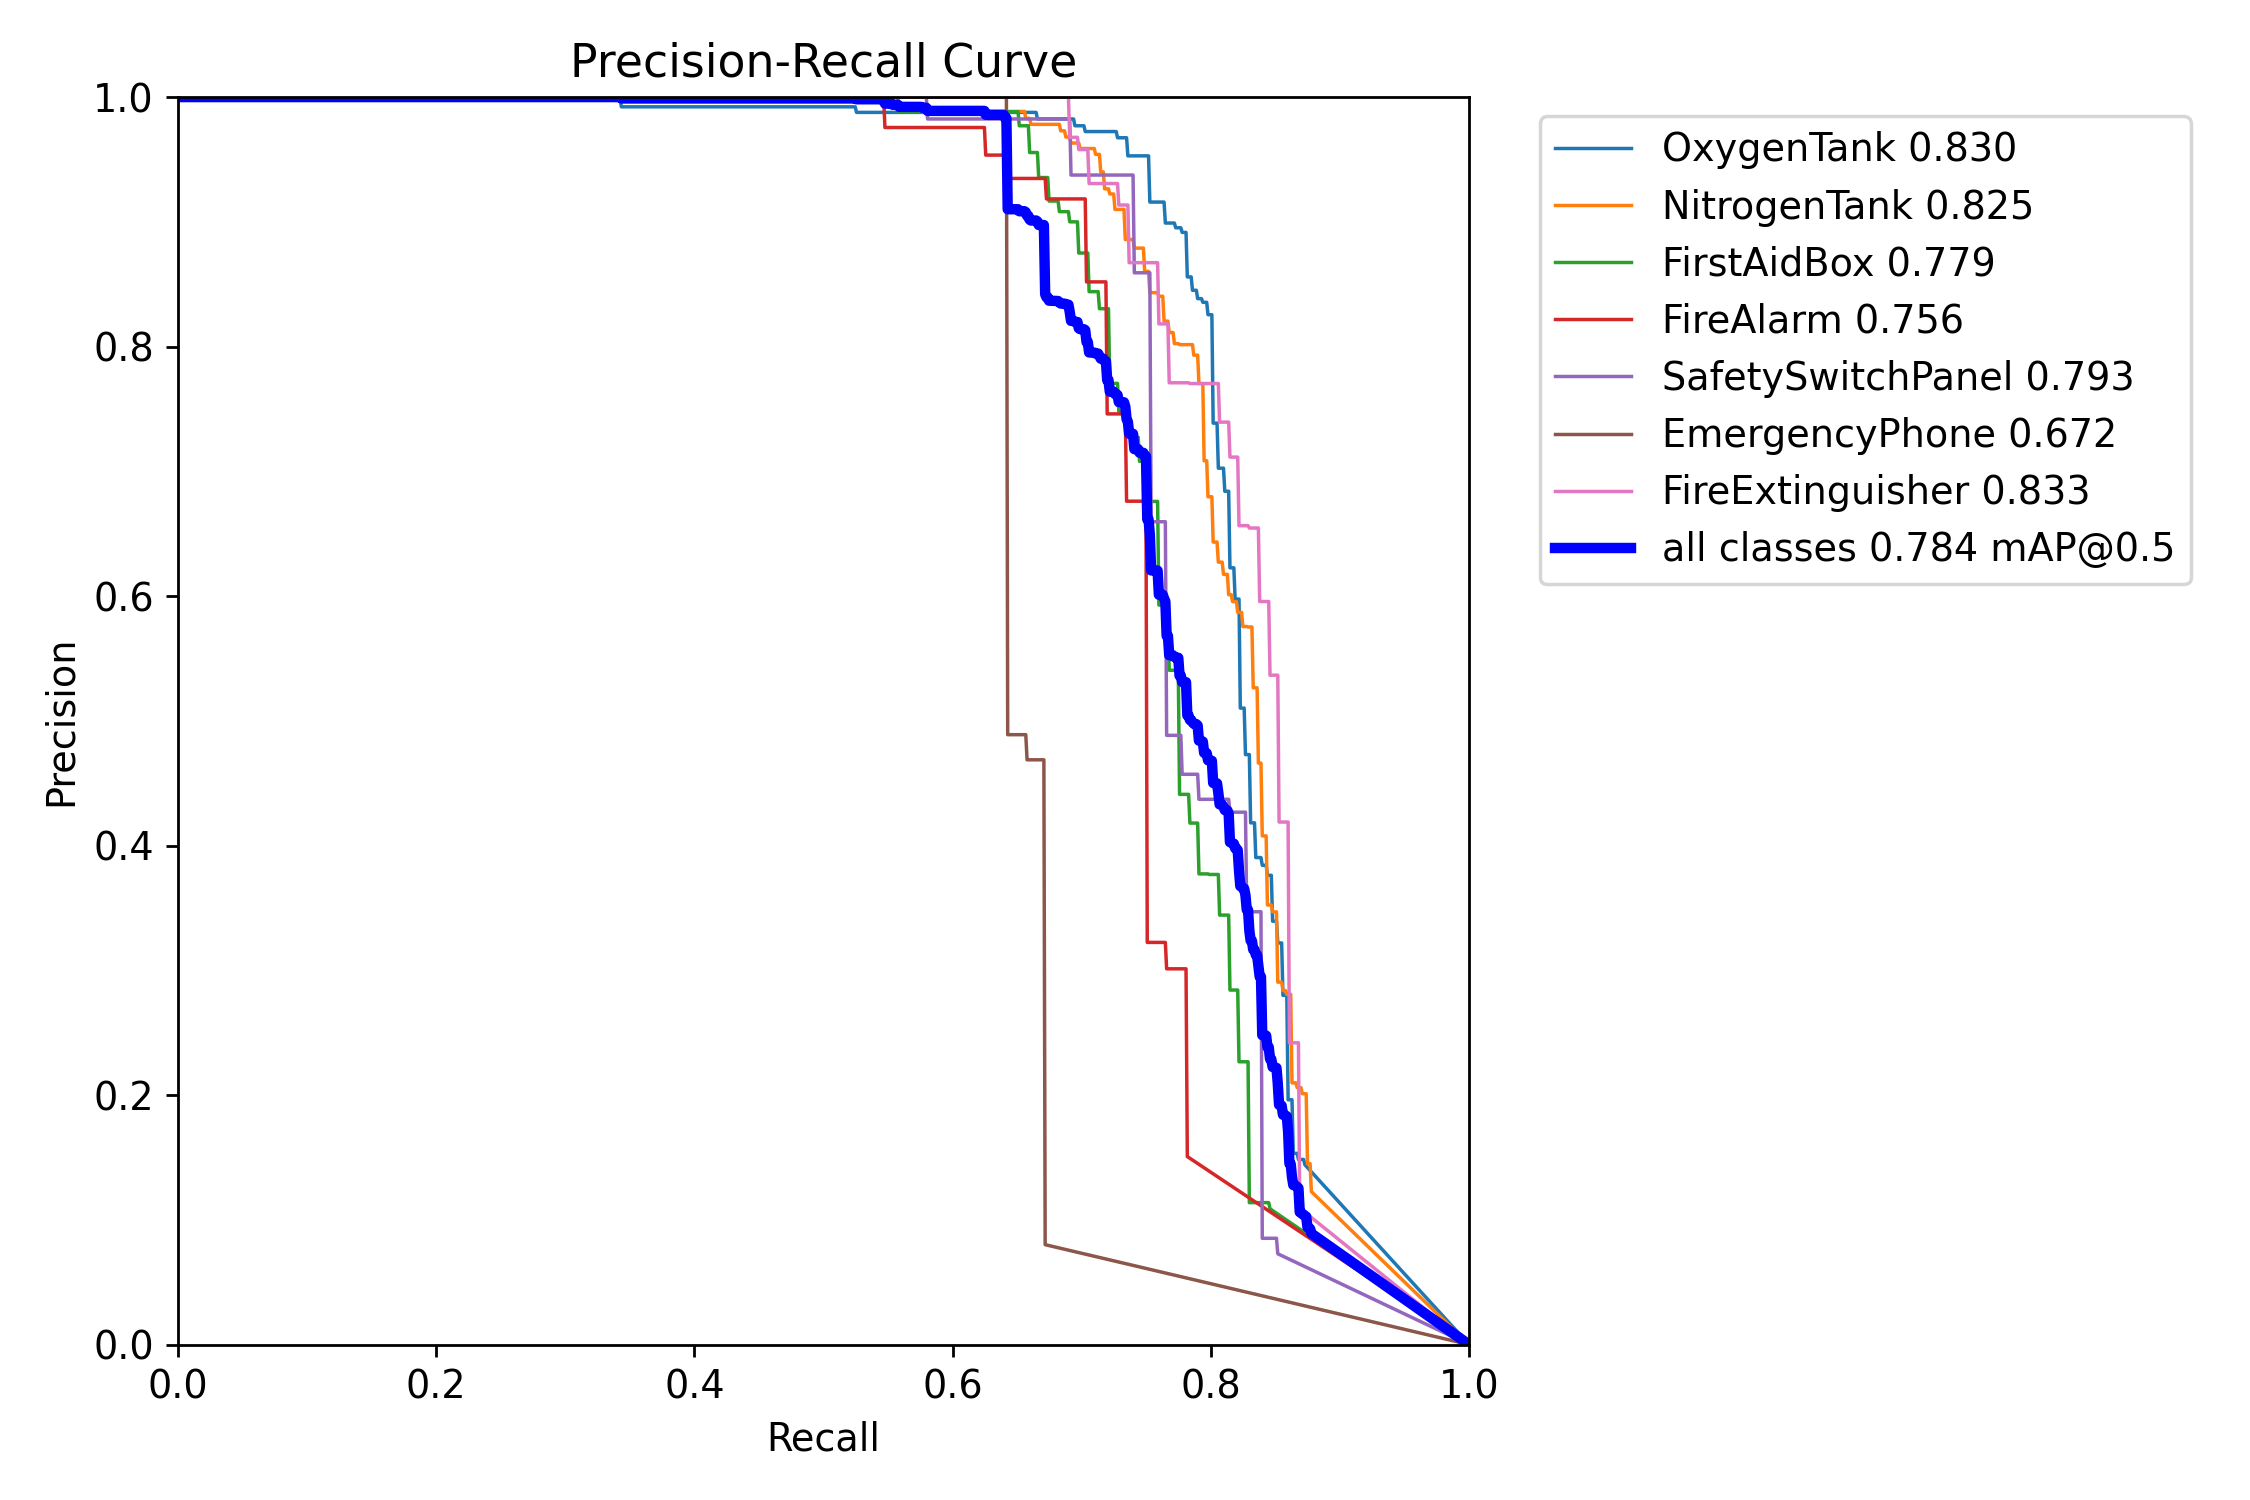 Precision-Recall Curve
1.0
0.8
0.6
0.4
0.2
0.0
Precision
0.0 0.2 0.4 0.6 0.8 1.0
Recall
OxygenTank 0.830
NitrogenTank 0.825
FirstAidBox 0.779
FireAlarm 0.756
SafetySwitchPanel 0.793
EmergencyPhone 0.672
FireExtinguisher 0.833
all classes 0.784 mAP@0.5